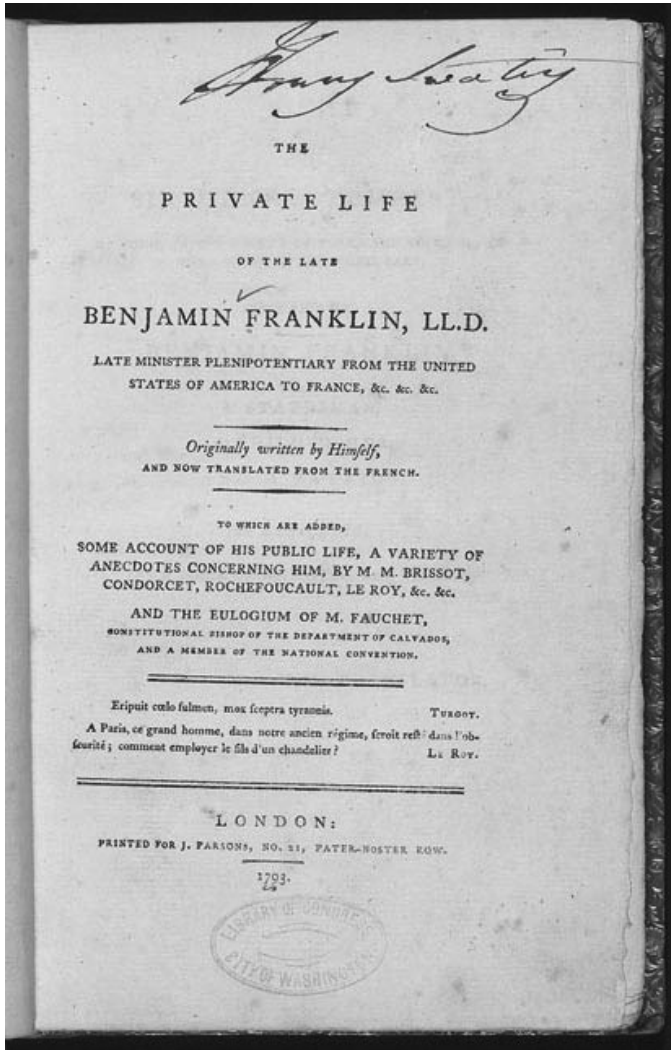 THE
PRIVATE LIFE
OF THE LATE
BENJAMIN FRANKLIN, LL.D.
LATE MINISTER PLENIPOTENTIARY FROM THE UNITED
STATES OF AMERICA TO FRANCE, &c. &c. &c.
Originally written by Himſelf,
AND NOW TRANSLATED FROM THE FRENCH.
TO WHICH ARE ADDED,
SOME ACCOUNT OF HIS PUBLIC LIFE, A VARIETY OF
ANECDOTES CONCERNING HIM, BY M. M. BRISSOT,
CONDORCET, ROCHEFOUCAULT, LE ROY, &c. &c.
AND THE EULOGIUM OF M. FAUCHET,
CONSTITUTIONAL BISHOP OF THE DEPARTMENT OF CALVADOS,
AND A MEMBER OF THE NATIONAL CONVENTION.
Eripuit cœlo fulmen, mox ſceptra tyrannis. TURGOT.
A Paris, ce grand homme, dans notre ancien régime, ſeroit reſté dans l'ob-
ſcurité; comment employer le fils d'un chandelier? LE ROY.
LONDON:
PRINTED FOR J. PARSONS, NO. 21, PATER-NOSTER ROW.
1793.
LIBRARY OF CONGRESS
CITY OF WASHINGTON